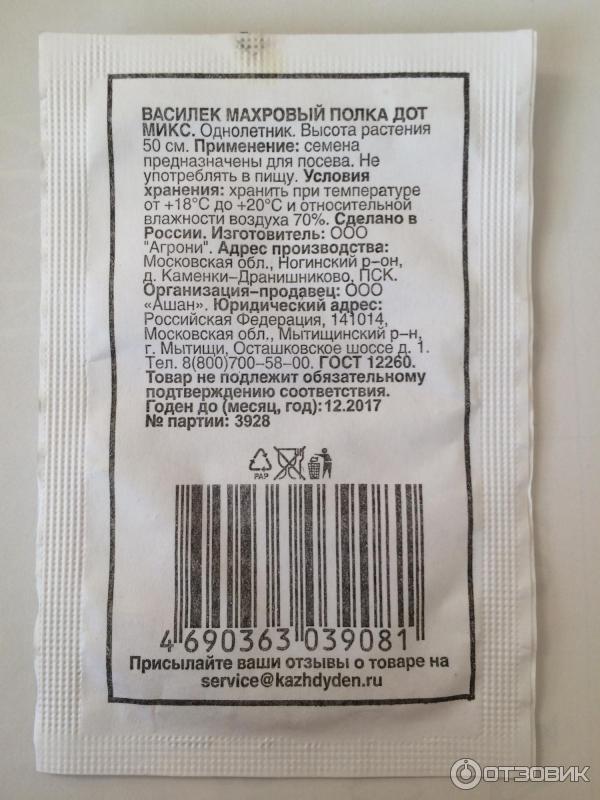 ВАСИЛЕК МАХРОВЫЙ ПОЛКА ДОТ
МИКС. Однолетник. Высота растения
50 см. Применение: семена
предназначены для посева. Не
употреблять в пищу. Условия
хранения: хранить при температуре
от +18°С до +20°С и относительной
влажности воздуха 70%. Сделано в
России. Изготовитель: ООО
"Агрони". Адрес производства:
Московская обл., Ногинский р-он,
д. Каменки-Дранишниково, ПСК.
Организация-продавец: ООО
«Ашан». Юридический адрес:
Российская Федерация, 141014,
Московская обл., Мытищинский р-н,
г. Мытищи, Осташковское шоссе д. 1.
Тел. 8(800)700-58-00. ГОСТ 12260.
Товар не подлежит обязательному
подтверждению соответствия.
Годен до (месяц, год): 12.2017
№ партии: 3928
PAP
4 690363 039081
Присылайте ваши отзывы о товаре на
service@kazhdyden.ru
ОТЗОВИК